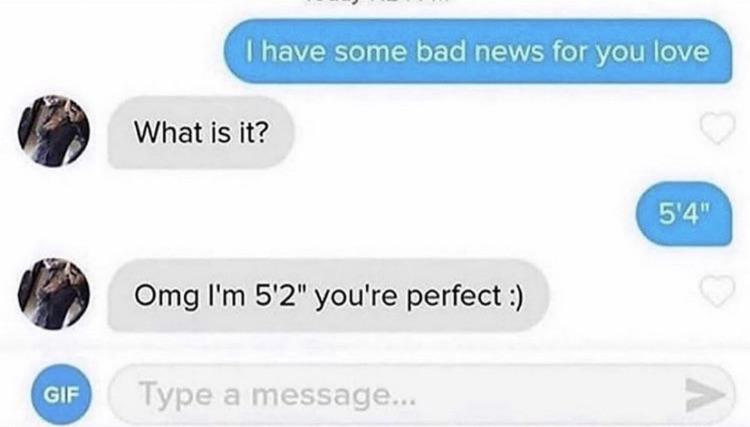 I have some bad news for you love
What is it?
5'4"
Omg I'm 5'2" you're perfect :)
GIF
Type a message...